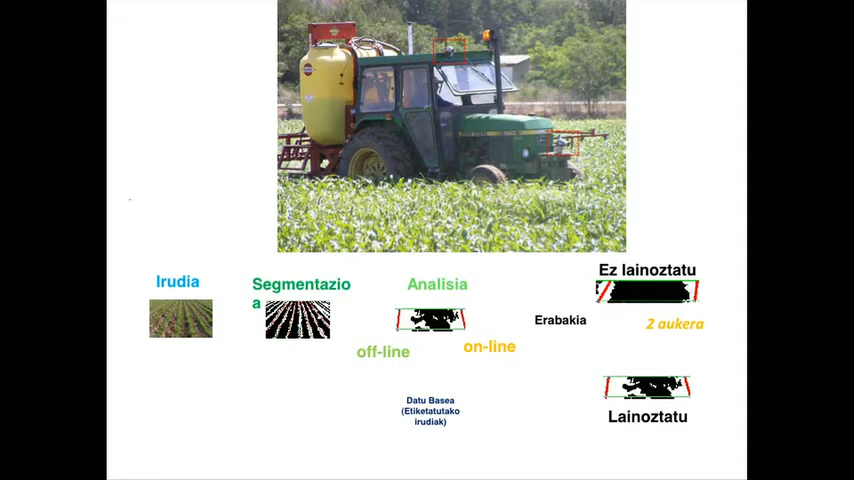 Irudia
Segmentazio
a
Analisia
off-line
on-line
Datu Basea
(Etiketatutako
irudiak)
Erabakia
Ez lainoztatu
2 aukera
Lainoztatu